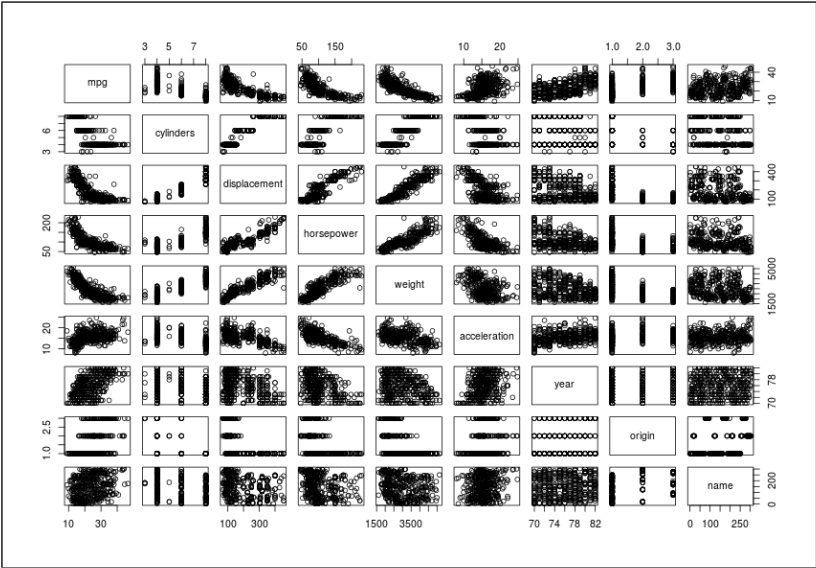 3 5 7 50 150 10 20 1.0 2.0 3.0
mpg 10 40
3 6 cylinders
displacement 100 400
50 200 horsepower
weight 1500 5000
10 20 acceleration
year 70 78
1.0 2.5 origin
name 0 200
10 30 100 300 1500 3500 70 74 78 82 0 100 250